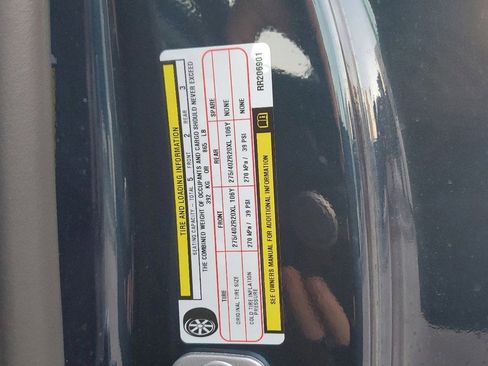 TIRE AND LOADING INFORMATION
SEATING CAPACITY - TOTAL 5 FRONT 2 REAR 3
THE COMBINED WEIGHT OF OCCUPANTS AND CARGO SHOULD NEVER EXCEED
392 KG OR 865 LB
TIRE FRONT REAR SPARE
ORIGINAL TIRE SIZE 275/40ZR20XL 106Y 275/40ZR20XL 106Y NONE
COLD TIRE INFLATION PRESSURE 270 kPa / 39 PSI 270 kPa / 39 PSI NONE
SEE OWNERS MANUAL FOR ADDITIONAL INFORMATION
RR206901